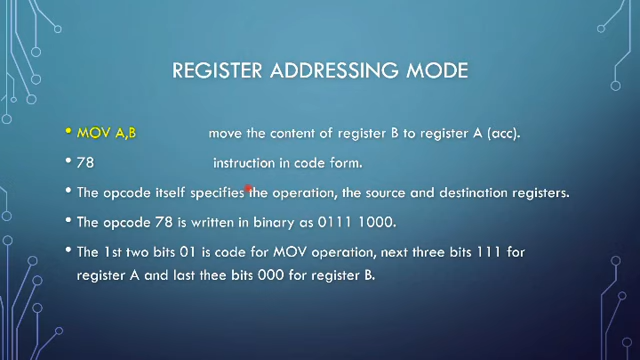 REGISTER ADDRESSING MODE
• MOV A,B move the content of register B to register A (acc).
• 78 instruction in code form.
• The opcode itself specifies the operation, the source and destination registers.
• The opcode 78 is written in binary as 0111 1000.
• The 1st two bits 01 is code for MOV operation, next three bits 111 for
register A and last thee bits 000 for register B.